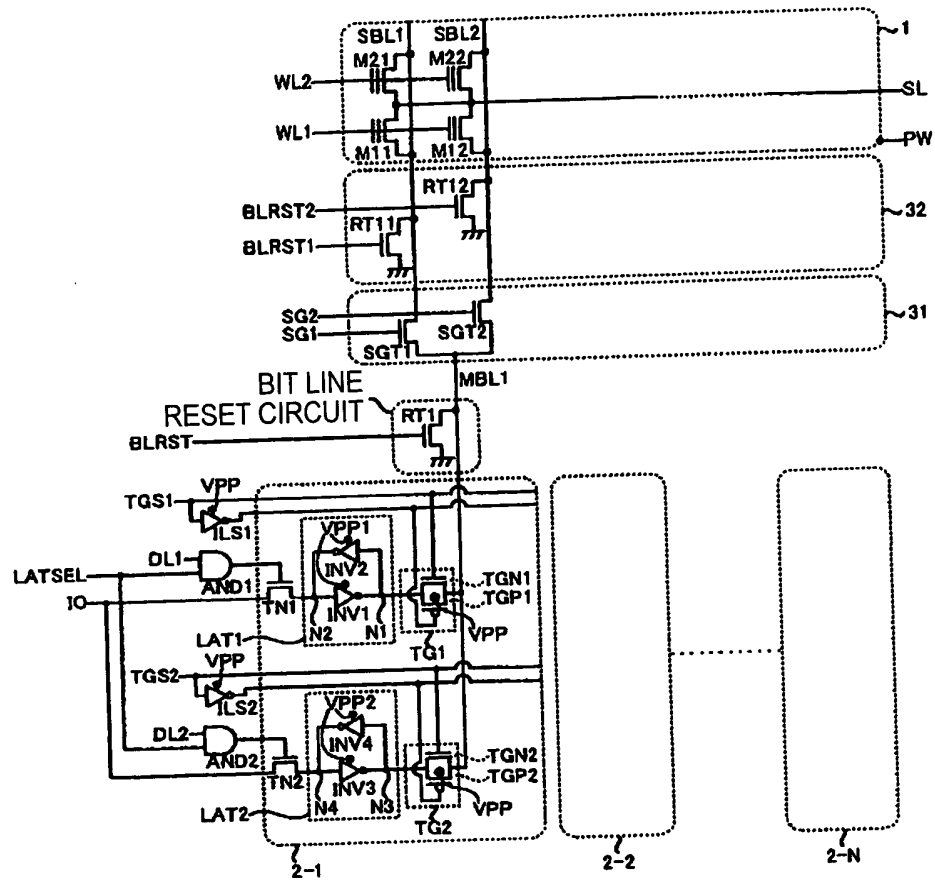 SBL1 SBL2 1
M21 M22
WL2
SL
WL1
PW
M11 M12
RT12
BLRST2 32
RT11
BLRST1
SG2 31
SG1 SGT2
SGT1
MBL1
BIT LINE
RESET CIRCUIT
RT1
BLRST
VPP
TGS1
ILS1 VPP1
DL1
LATSEL INV2 TGN1
AND1 TGP1
IO
TN1 INV1
N2 N1 VPP
LAT1
TG1
VPP
TGS2
ILS2 VPP2
DL2
INV4 TGN2
AND2 TGP2
TN2 INV3
N4 N3 VPP
LAT2
TG2
2-1 2-2 2-N